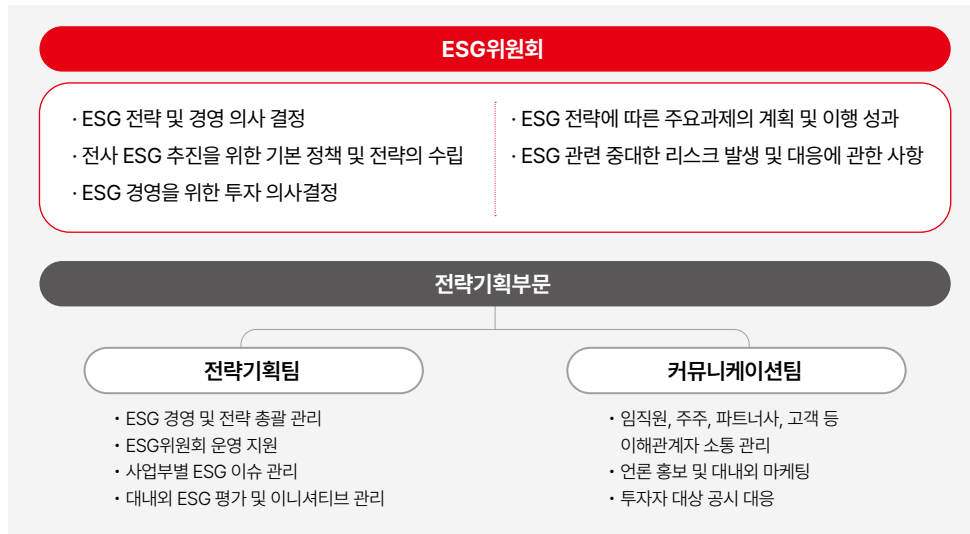 ESG위원회
· ESG 전략 및 경영 의사 결정
· 전사 ESG 추진을 위한 기본 정책 및 전략의 수립
· ESG 경영을 위한 투자 의사결정
· ESG 전략에 따른 주요과제의 계획 및 이행 성과
· ESG 관련 중대한 리스크 발생 및 대응에 관한 사항
전략기획부문
전략기획팀
· ESG 경영 및 전략 총괄 관리
· ESG위원회 운영 지원
· 사업부별 ESG 이슈 관리
· 대내외 ESG 평가 및 이니셔티브 관리
커뮤니케이션팀
· 임직원, 주주, 파트너사, 고객 등
이해관계자 소통 관리
· 언론 홍보 및 대내외 마케팅
· 투자자 대상 공시 대응